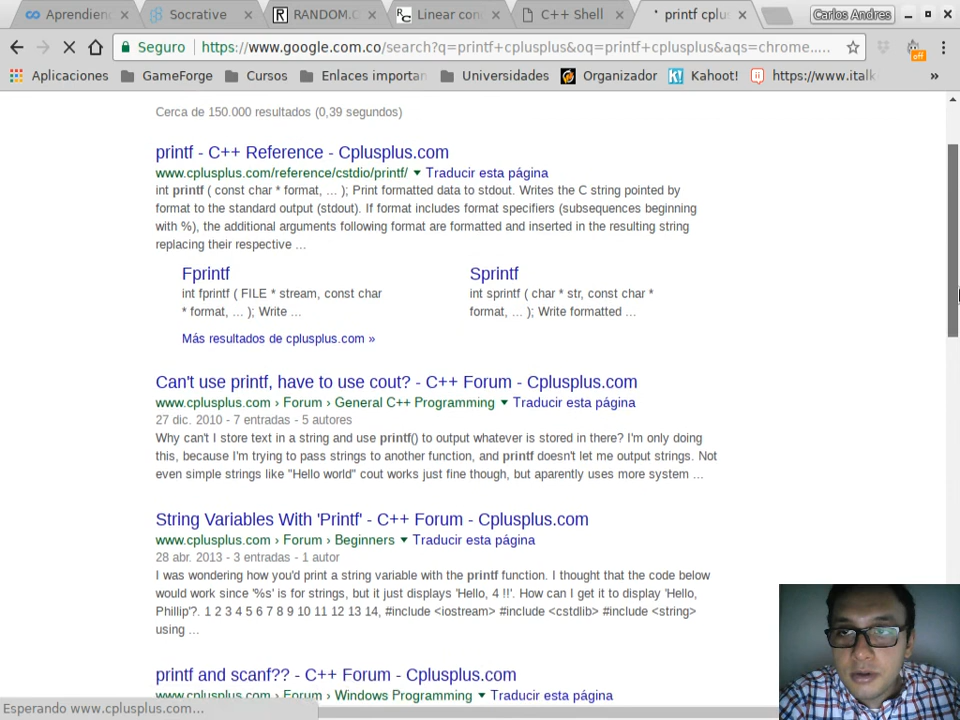 Aprendien
Socrative
RANDOM.C
Linear con
C++ Shell
printf cplus
Carlos Andres
Seguro
https://www.google.com.co/search?q=printf+cplusplus&oq=printf+cplusplus&aqs=chrome.....
off
Aplicaciones
GameForge
Cursos
Enlaces importan
Universidades
Organizador
Kahoot!
https://www.italk
»
Cerca de 150.000 resultados (0,39 segundos)
printf - C++ Reference - Cplusplus.com
www.cplusplus.com/reference/cstdio/printf/ ▼ Traducir esta página
int printf ( const char * format, ... ); Print formatted data to stdout. Writes the C string pointed by
format to the standard output (stdout). If format includes format specifiers (subsequences beginning
with %), the additional arguments following format are formatted and inserted in the resulting string
replacing their respective ...
Fprintf
int fprintf ( FILE * stream, const char
* format, ... ); Write ...
Sprintf
int sprintf ( char * str, const char *
format, ... ); Write formatted ...
Más resultados de cplusplus.com »
Can't use printf, have to use cout? - C++ Forum - Cplusplus.com
www.cplusplus.com › Forum › General C++ Programming ▼ Traducir esta página
27 dic. 2010 - 7 entradas - 5 autores
Why can't I store text in a string and use printf() to output whatever is stored in there? I'm only doing
this, because I'm trying to pass strings to another function, and printf doesn't let me output strings. Not
even simple strings like "Hello world" cout works just fine though, but aparently uses more system ...
String Variables With 'Printf' - C++ Forum - Cplusplus.com
www.cplusplus.com › Forum › Beginners ▼ Traducir esta página
28 abr. 2013 - 3 entradas - 1 autor
I was wondering how you'd print a string variable with the printf function. I thought that the code below
would work since '%s' is for strings, but it just displays 'Hello, 4 !!'. How can I get it to display 'Hello,
Phillip'?. 1 2 3 4 5 6 7 8 9 10 11 12 13 14, #include <iostream> #include <cstdlib> #include <string>
using ...
printf and scanf?? - C++ Forum - Cplusplus.com
www.cplusplus.com › Forum › Windows Programming ▼ Traducir esta página
Esperando www.cplusplus.com...